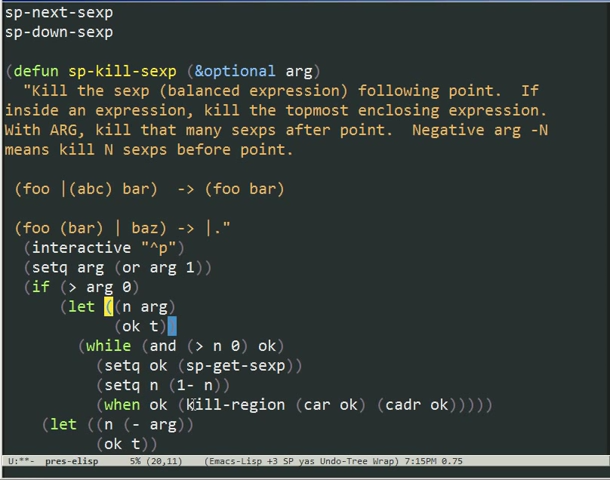 sp-next-sexp
sp-down-sexp
(defun sp-kill-sexp (&optional arg)
"Kill the sexp (balanced expression) following point.  If
inside an expression, kill the topmost enclosing expression.
With ARG, kill that many sexps after point.  Negative arg -N
means kill N sexps before point.
(foo |(abc) bar)  -> (foo bar)
(foo (bar) | baz) -> |."
(interactive "^p")
(setq arg (or arg 1))
(if (> arg 0)
(let ((n arg)
(ok t))
(while (and (> n 0) ok)
(setq ok (sp-get-sexp))
(setq n (1- n))
(when ok (kill-region (car ok) (cadr ok)))))
(let ((n (- arg))
(ok t))
U:**-  pres-elisp     5% (20,11)    (Emacs-Lisp +3 SP yas Undo-Tree Wrap) 7:15PM 0.75